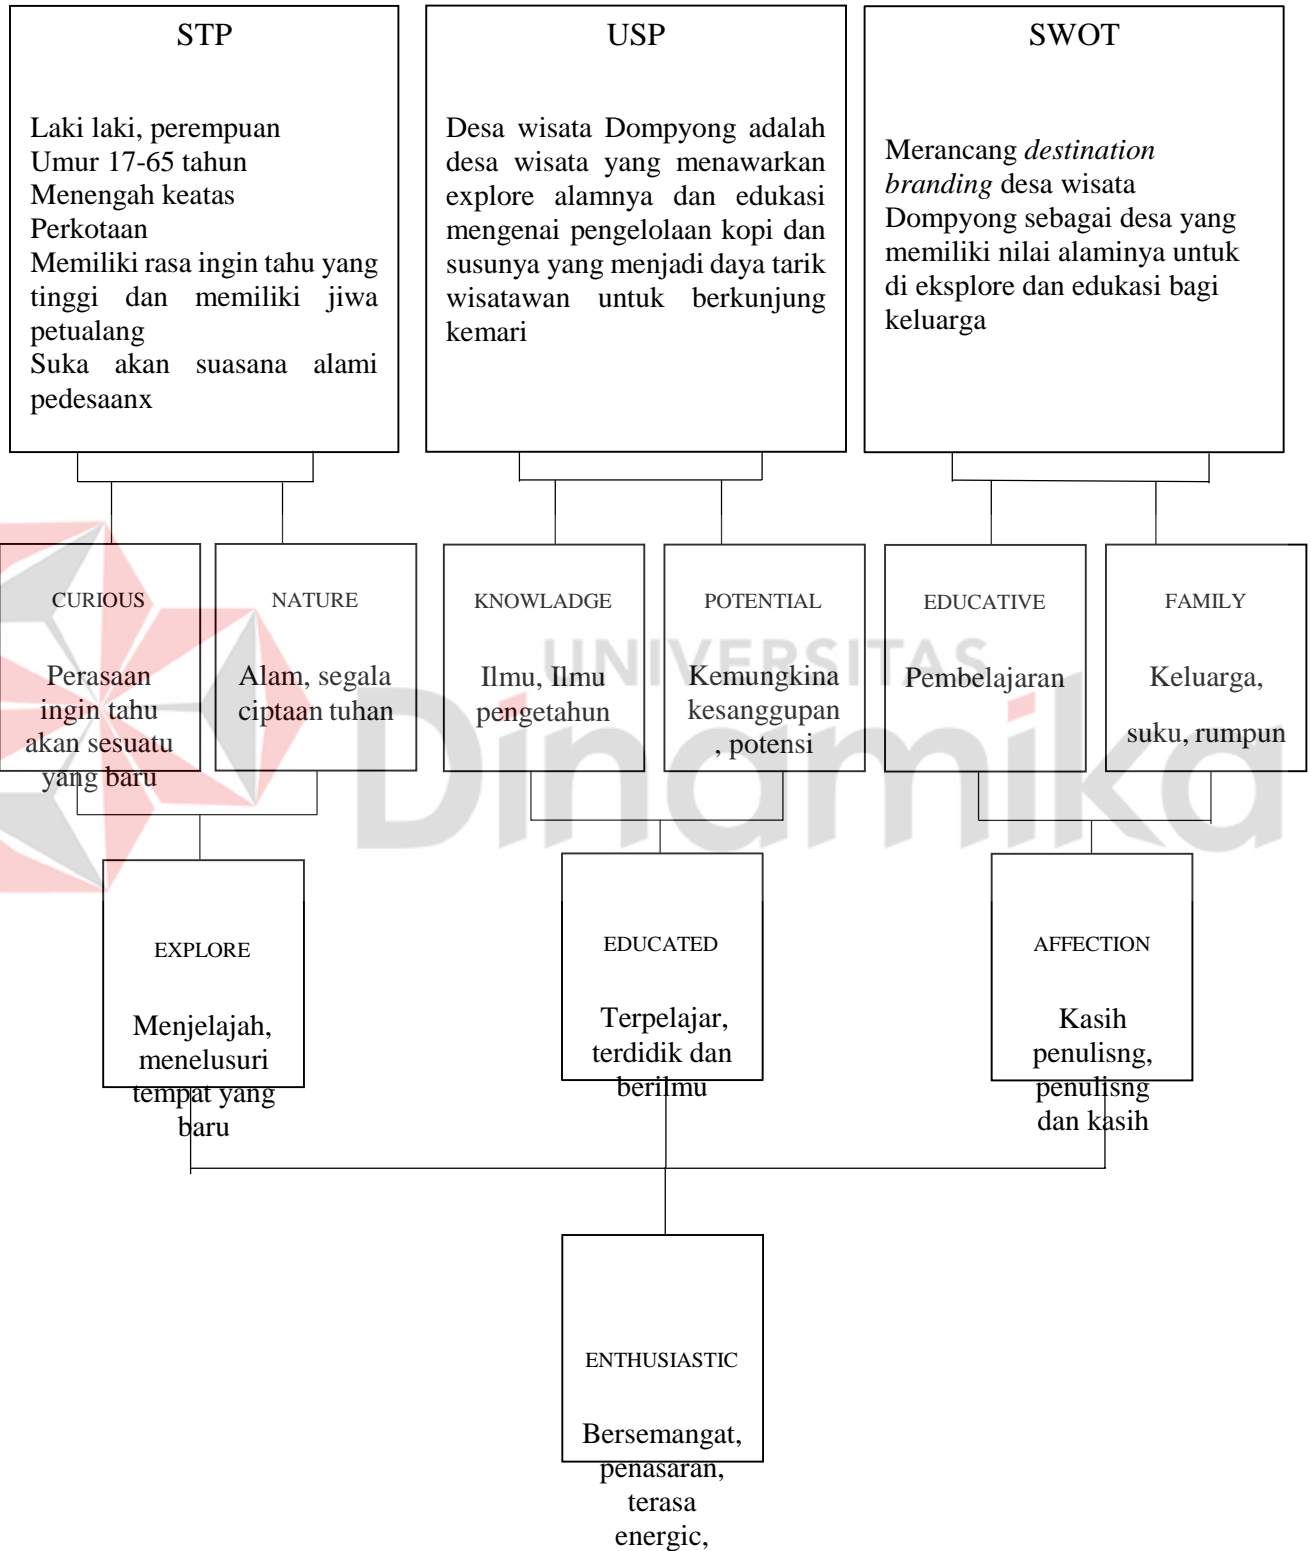 STP
Laki laki, perempuan
Umur 17-65 tahun
Menengah keatas
Perkotaan
Memiliki rasa ingin tahu yang
tinggi dan memiliki jiwa
petualang
Suka akan suasana alami
pedesaanx
USP
Desa wisata Dompyong adalah
desa wisata yang menawarkan
explore alamnya dan edukasi
mengenai pengelolaan kopi dan
susunya yang menjadi daya tarik
wisatawan untuk berkunjung
kemari
SWOT
Merancang destination
branding desa wisata
Dompyong sebagai desa yang
memiliki nilai alaminya untuk
di eksplore dan edukasi bagi
keluarga
CURIOUS
Perasaan
ingin tahu
akan sesuatu
yang baru
NATURE
Alam, segala
ciptaan tuhan
KNOWLADGE
Ilmu, Ilmu
pengetahun
POTENTIAL
Kemungkina
kesanggupan
, potensi
EDUCATIVE
Pembelajaran
FAMILY
Keluarga,
suku, rumpun
UNIVERSITAS
Dinamika
EXPLORE
Menjelajah,
menelusuri
tempat yang
baru
EDUCATED
Terpelajar,
terdidik dan
berilmu
AFFECTION
Kasih
penulisng,
penulisng
dan kasih
ENTHUSIASTIC
Bersemangat,
penasaran,
terasa
energic,